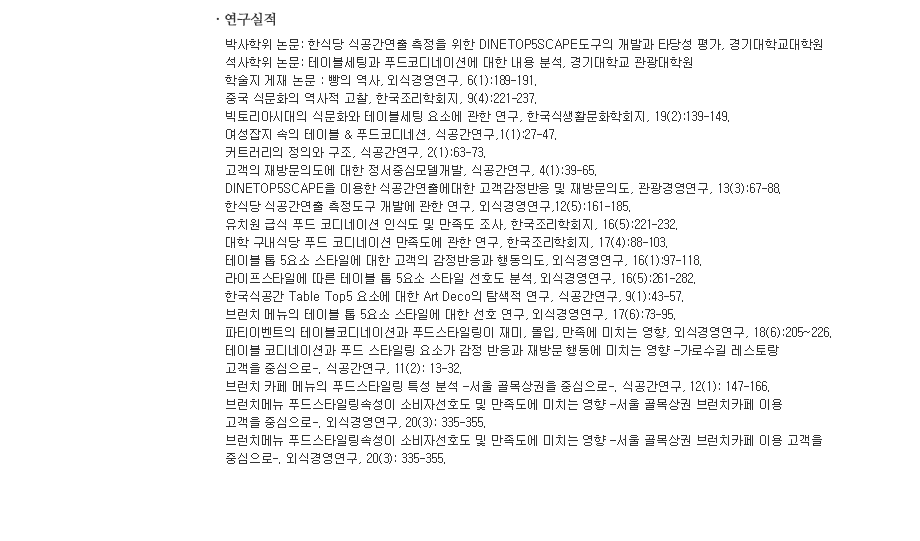 · 연구실적
박사학위 논문: 한식당 식공간연출 측정을 위한 DINETOP5SCAPE도구의 개발과 타당성 평가, 경기대학교대학원
석사학위 논문: 테이블세팅과 푸드코디네이션에 대한 내용 분석, 경기대학교 관광대학원
학술지 게재 논문 : 빵의 역사, 외식경영연구, 6(1):189-191.
중국 식문화의 역사적 고찰, 한국조리학회지, 9(4):221-237.
빅토리아시대의 식문화와 테이블세팅 요소에 관한 연구, 한국식생활문화학회지, 19(2):139-149.
여성잡지 속의 테이블 & 푸드코디네션, 식공간연구,1(1):27-47.
커트러리의 정의와 구조, 식공간연구, 2(1):63-73.
고객의 재방문의도에 대한 정서중심모델개발, 식공간연구, 4(1):39-65.
DINETOP5SCAPE을 이용한 식공간연출에대한 고객감정반응 및 재방문의도, 관광경영연구, 13(3):67-88.
한식당 식공간연출 측정도구 개발에 관한 연구, 외식경영연구,12(5):161-185.
유치원 급식 푸드 코디네이션 인식도 및 만족도 조사, 한국조리학회지, 16(5):221-232.
대학 구내식당 푸드 코디네이션 만족도에 관한 연구, 한국조리학회지, 17(4):88-103.
테이블 톱 5요소 스타일에 대한 고객의 감정반응과 행동의도, 외식경영연구, 16(1):97-118.
라이프스타일에 따른 테이블 톱 5요소 스타일 선호도 분석, 외식경영연구, 16(5):261-282.
한국식공간 Table Top5 요소에 대한 Art Deco의 탐색적 연구, 식공간연구, 9(1):43-57.
브런치 메뉴의 테이블 톱 5요소 스타일에 대한 선호 연구, 외식경영연구, 17(6):73-95.
파티이벤트의 테이블코디네이션과 푸드스타일링이 재미, 몰입, 만족에 미치는 영향, 외식경영연구, 18(6):205~226.
테이블 코디네이션과 푸드 스타일링 요소가 감정 반응과 재방문 행동에 미치는 영향 -가로수길 레스토랑
고객을 중심으로-. 식공간연구, 11(2): 13-32.
브런치 카페 메뉴의 푸드스타일링 특성 분석 -서울 골목상권을 중심으로-. 식공간연구, 12(1): 147-166.
브런치메뉴 푸드스타일링속성이 소비자선호도 및 만족도에 미치는 영향 -서울 골목상권 브런치카페 이용
고객을 중심으로-. 외식경영연구, 20(3): 335-355.
브런치메뉴 푸드스타일링속성이 소비자선호도 및 만족도에 미치는 영향 -서울 골목상권 브런치카페 이용 고객을
중심으로-. 외식경영연구, 20(3): 335-355.